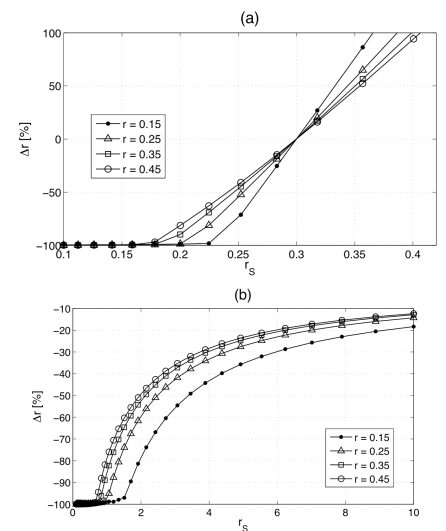 (a)
100
50
0
−50
−100
Δr [%]
r = 0.15
r = 0.25
r = 0.35
r = 0.45
0.1
0.15
0.2
0.25
0.3
0.35
0.4
r_S
(b)
−10
−20
−30
−40
−50
−60
−70
−80
−90
−100
Δr [%]
r = 0.15
r = 0.25
r = 0.35
r = 0.45
0
2
4
6
8
10
r_S